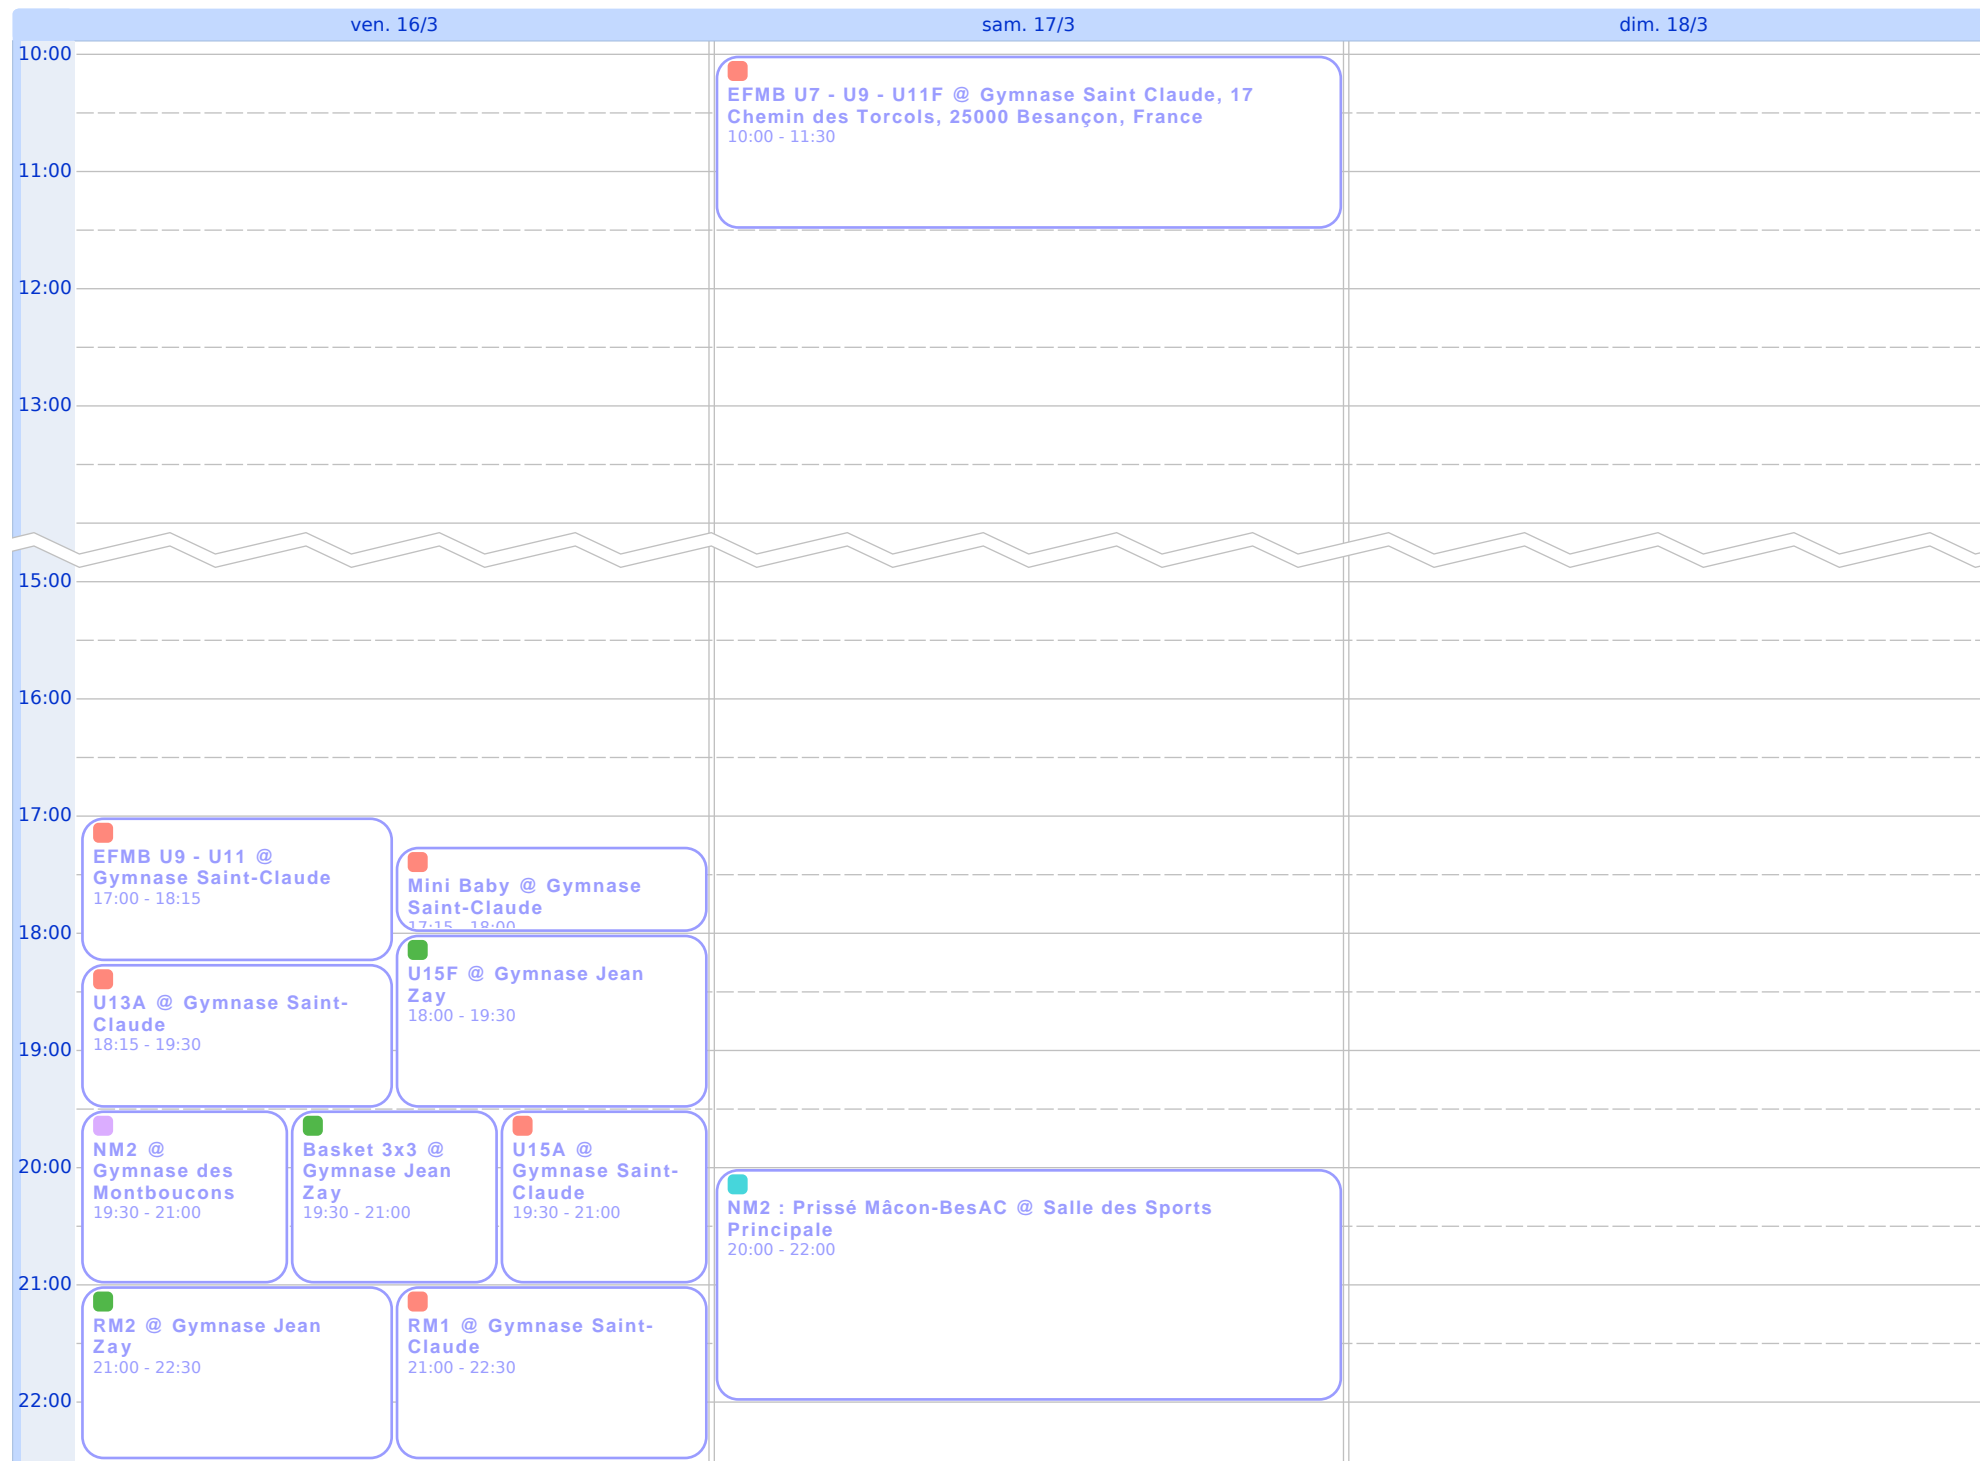 ven. 16/3
sam. 17/3
dim. 18/3
10:00
11:00
12:00
13:00
15:00
16:00
17:00
18:00
19:00
20:00
21:00
22:00
EFMB U9 - U11 @
Gymnase Saint-Claude
17:00 - 18:15
Mini Baby @ Gymnase
Saint-Claude
17:15 - 18:00
U13A @ Gymnase Saint-
Claude
18:15 - 19:30
U15F @ Gymnase Jean
Zay
18:00 - 19:30
NM2 @
Gymnase des
Montboucons
19:30 - 21:00
Basket 3x3 @
Gymnase Jean
Zay
19:30 - 21:00
U15A @
Gymnase Saint-
Claude
19:30 - 21:00
RM2 @ Gymnase Jean
Zay
21:00 - 22:30
RM1 @ Gymnase Saint-
Claude
21:00 - 22:30
EFMB U7 - U9 - U11F @ Gymnase Saint Claude, 17
Chemin des Torcols, 25000 Besançon, France
10:00 - 11:30
NM2 : Prissé Mâcon-BesAC @ Salle des Sports
Principale
20:00 - 22:00